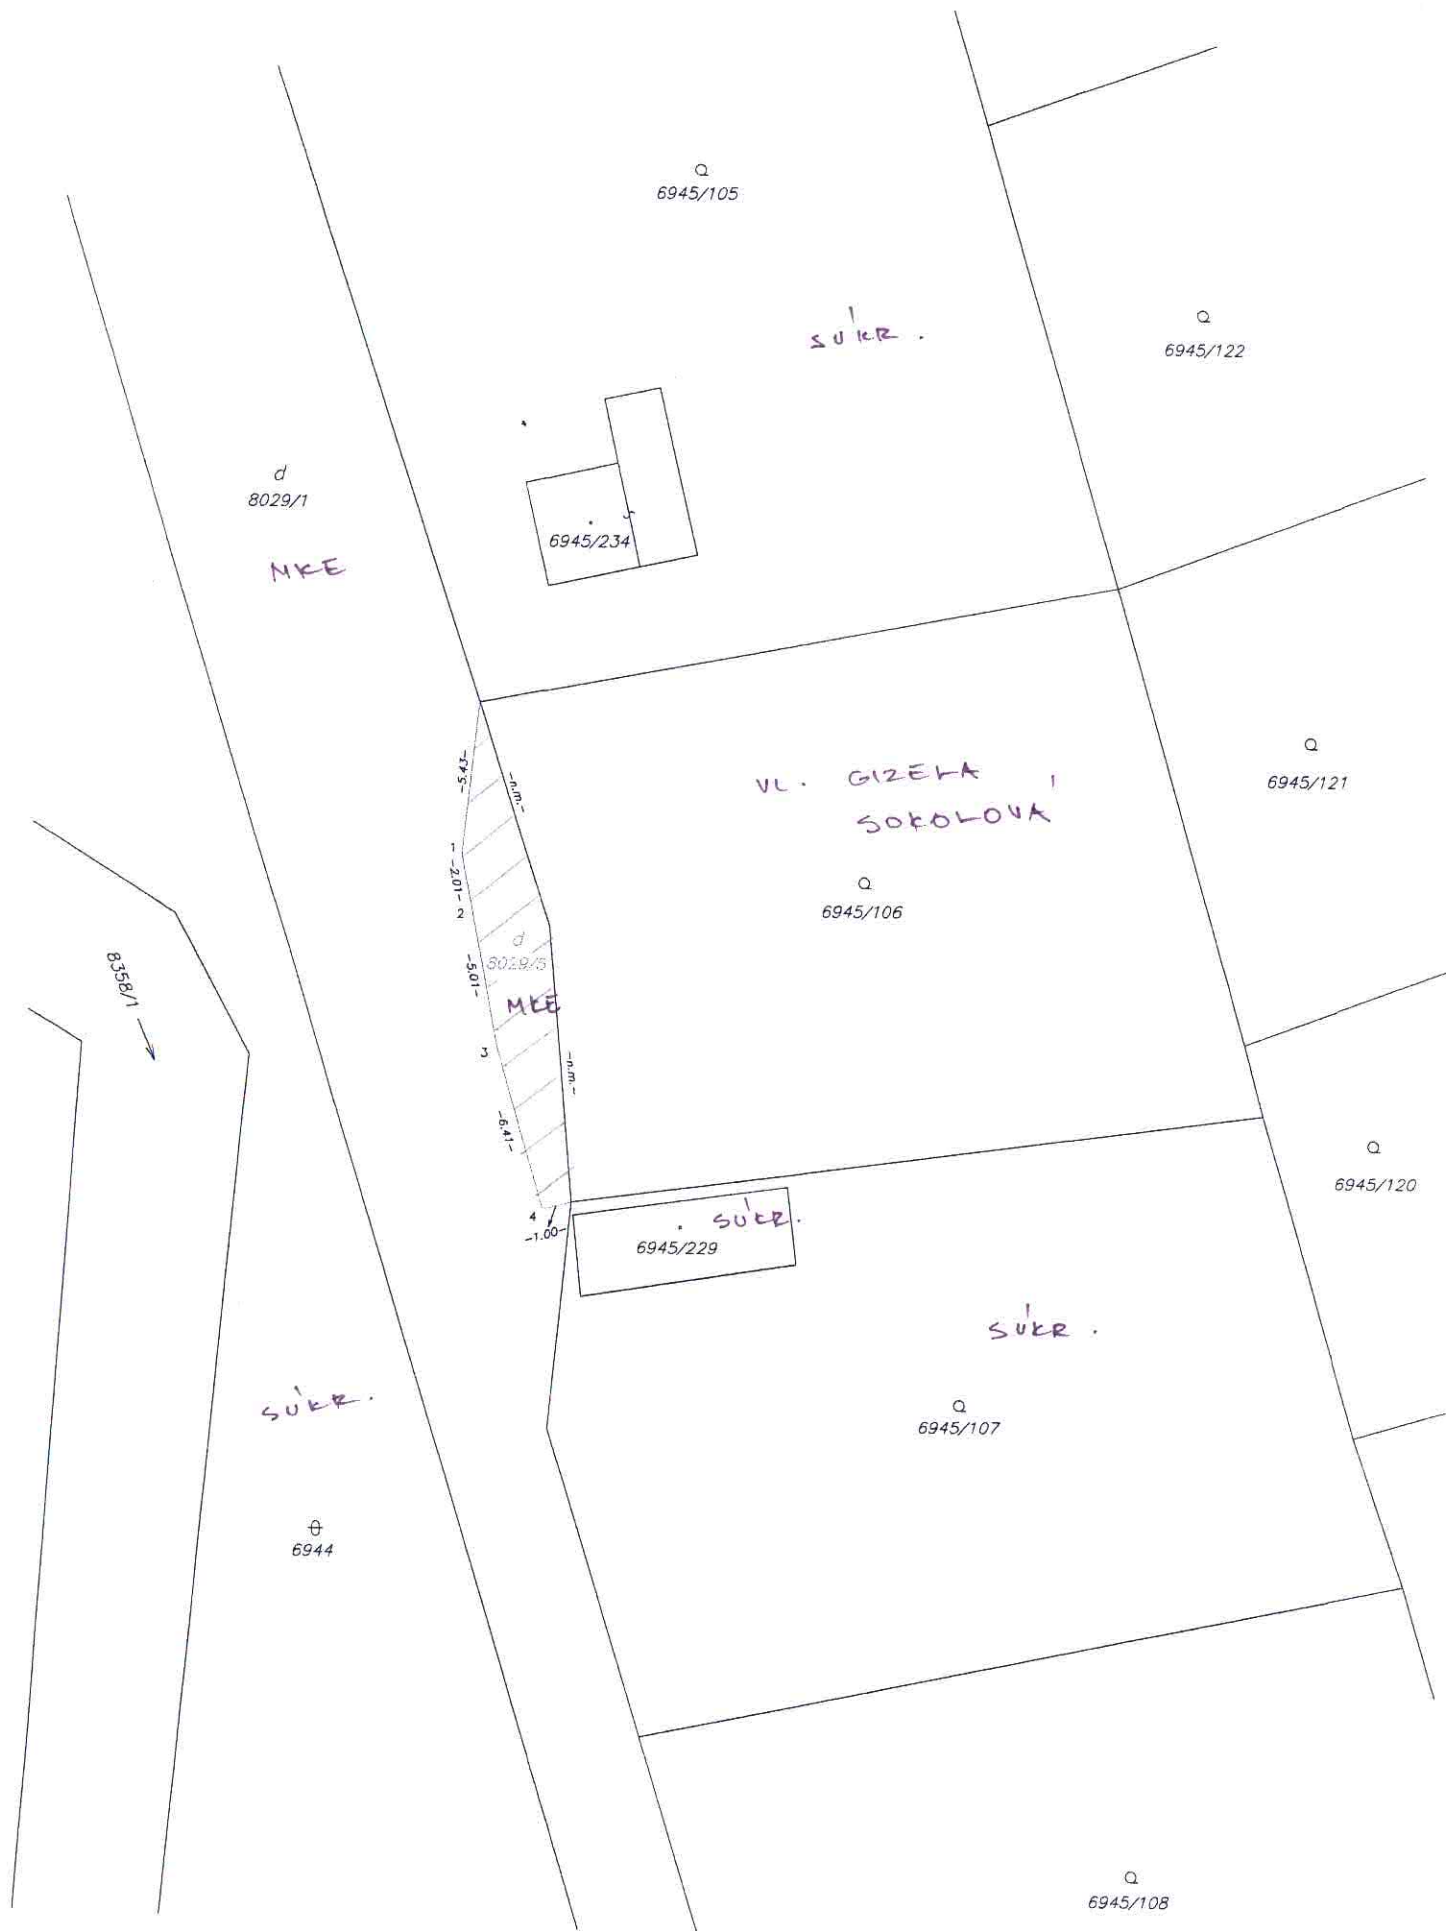 6945/105
SÚKR.
6945/122
d
8029/1
MKE
6945/234
VL. GIZELA
SOKOLOVÁ
6945/106
6945/121
-5.43-
-n.m.-
1
-2.01-
2
d
8029/5
-5.01-
MKE
8358/1
3
-n.m.-
-6.41-
4
-1.00-
SÚKR.
6945/229
6945/120
SÚKR.
6945/107
SÚKR.
6944
6945/108